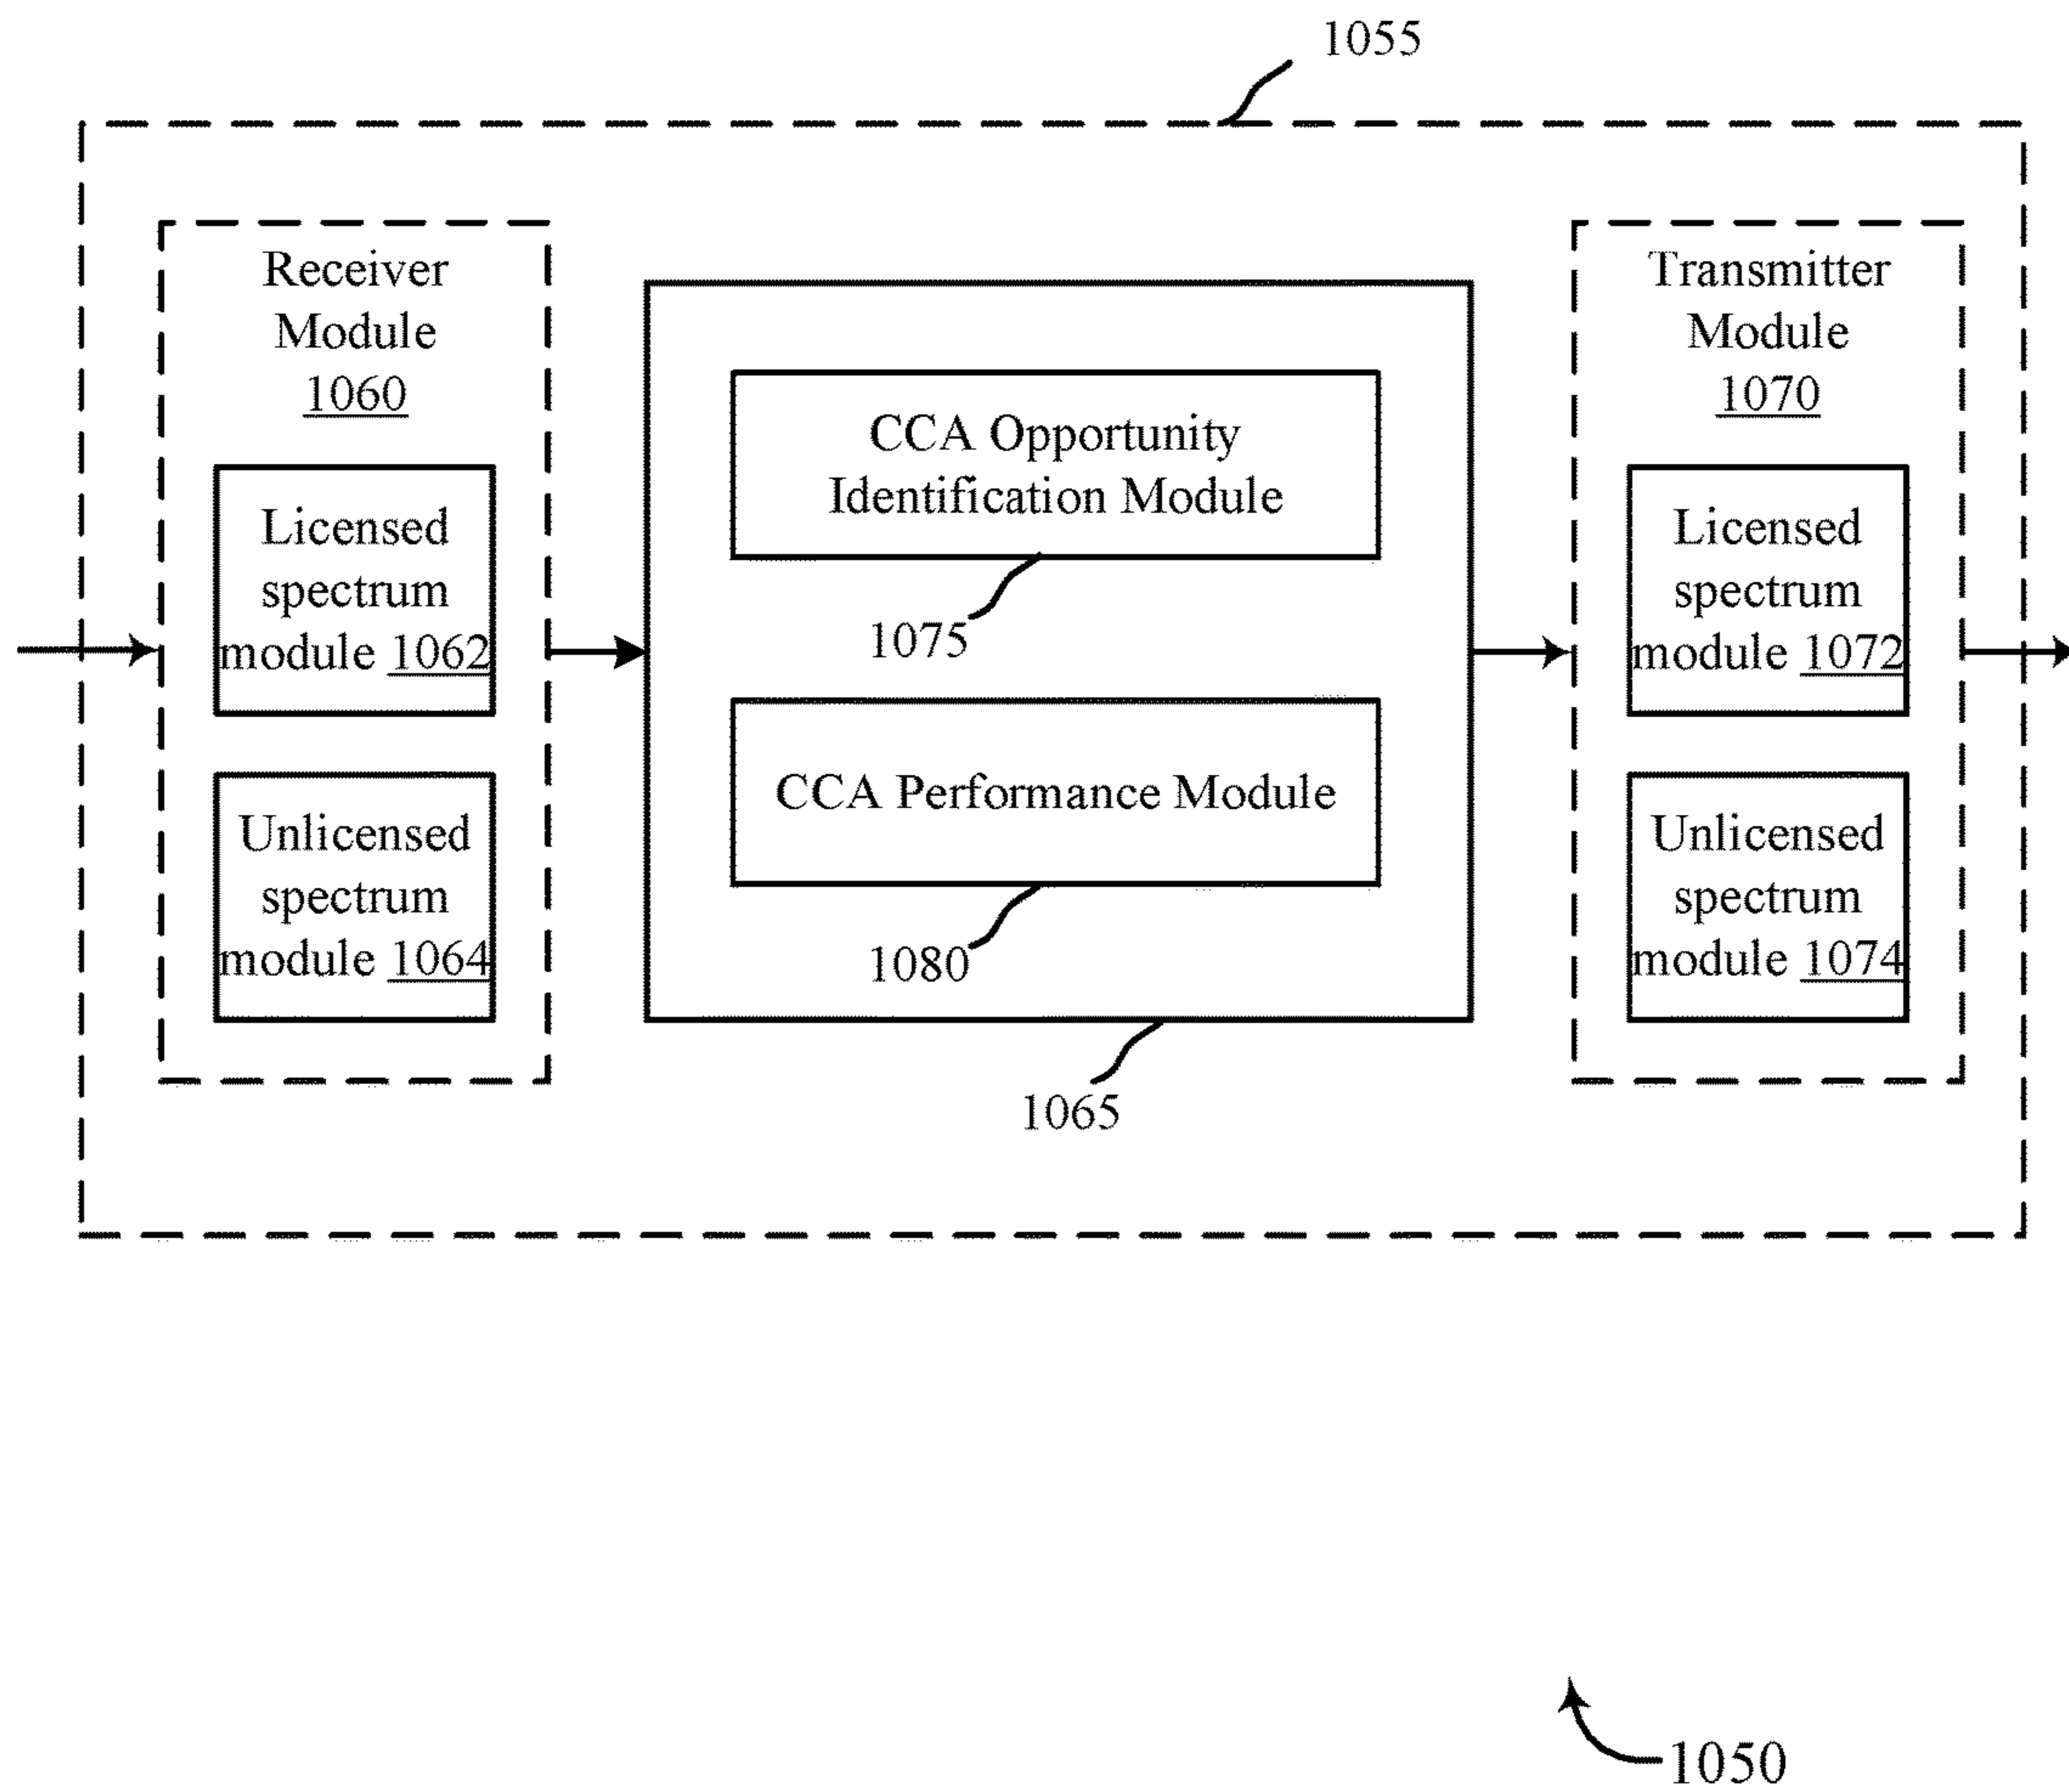 1055
Receiver
Module
1060
Licensed
spectrum
module 1062
Unlicensed
spectrum
module 1064
CCA Opportunity
Identification Module
1075
CCA Performance Module
1080
1065
Transmitter
Module
1070
Licensed
spectrum
module 1072
Unlicensed
spectrum
module 1074
1050